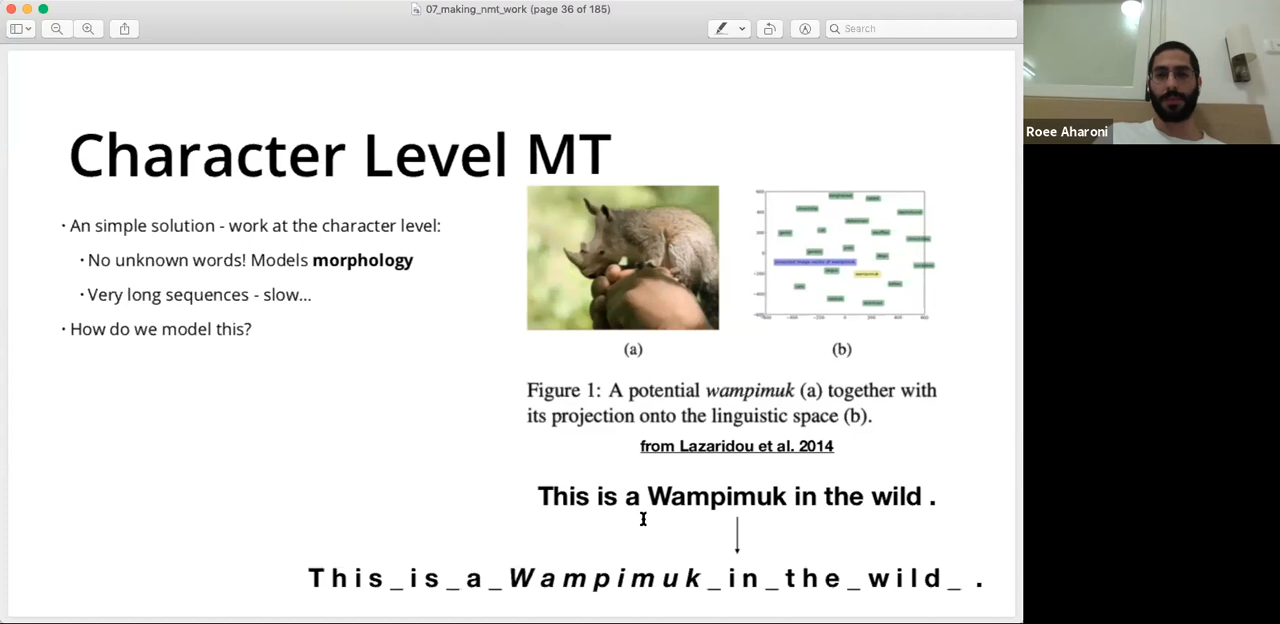 07_making_nmt_work (page 36 of 185)
Search
Roee Aharoni
Character Level MT
· An simple solution - work at the character level:
· No unknown words! Models morphology
· Very long sequences - slow...
· How do we model this?
(a)
(b)
Figure 1: A potential wampimuk (a) together with
its projection onto the linguistic space (b).
from Lazaridou et al. 2014
This is a Wampimuk in the wild .
T h i s _ i s _ a _ W a m p i m u k _ i n _ t h e _ w i l d _ .